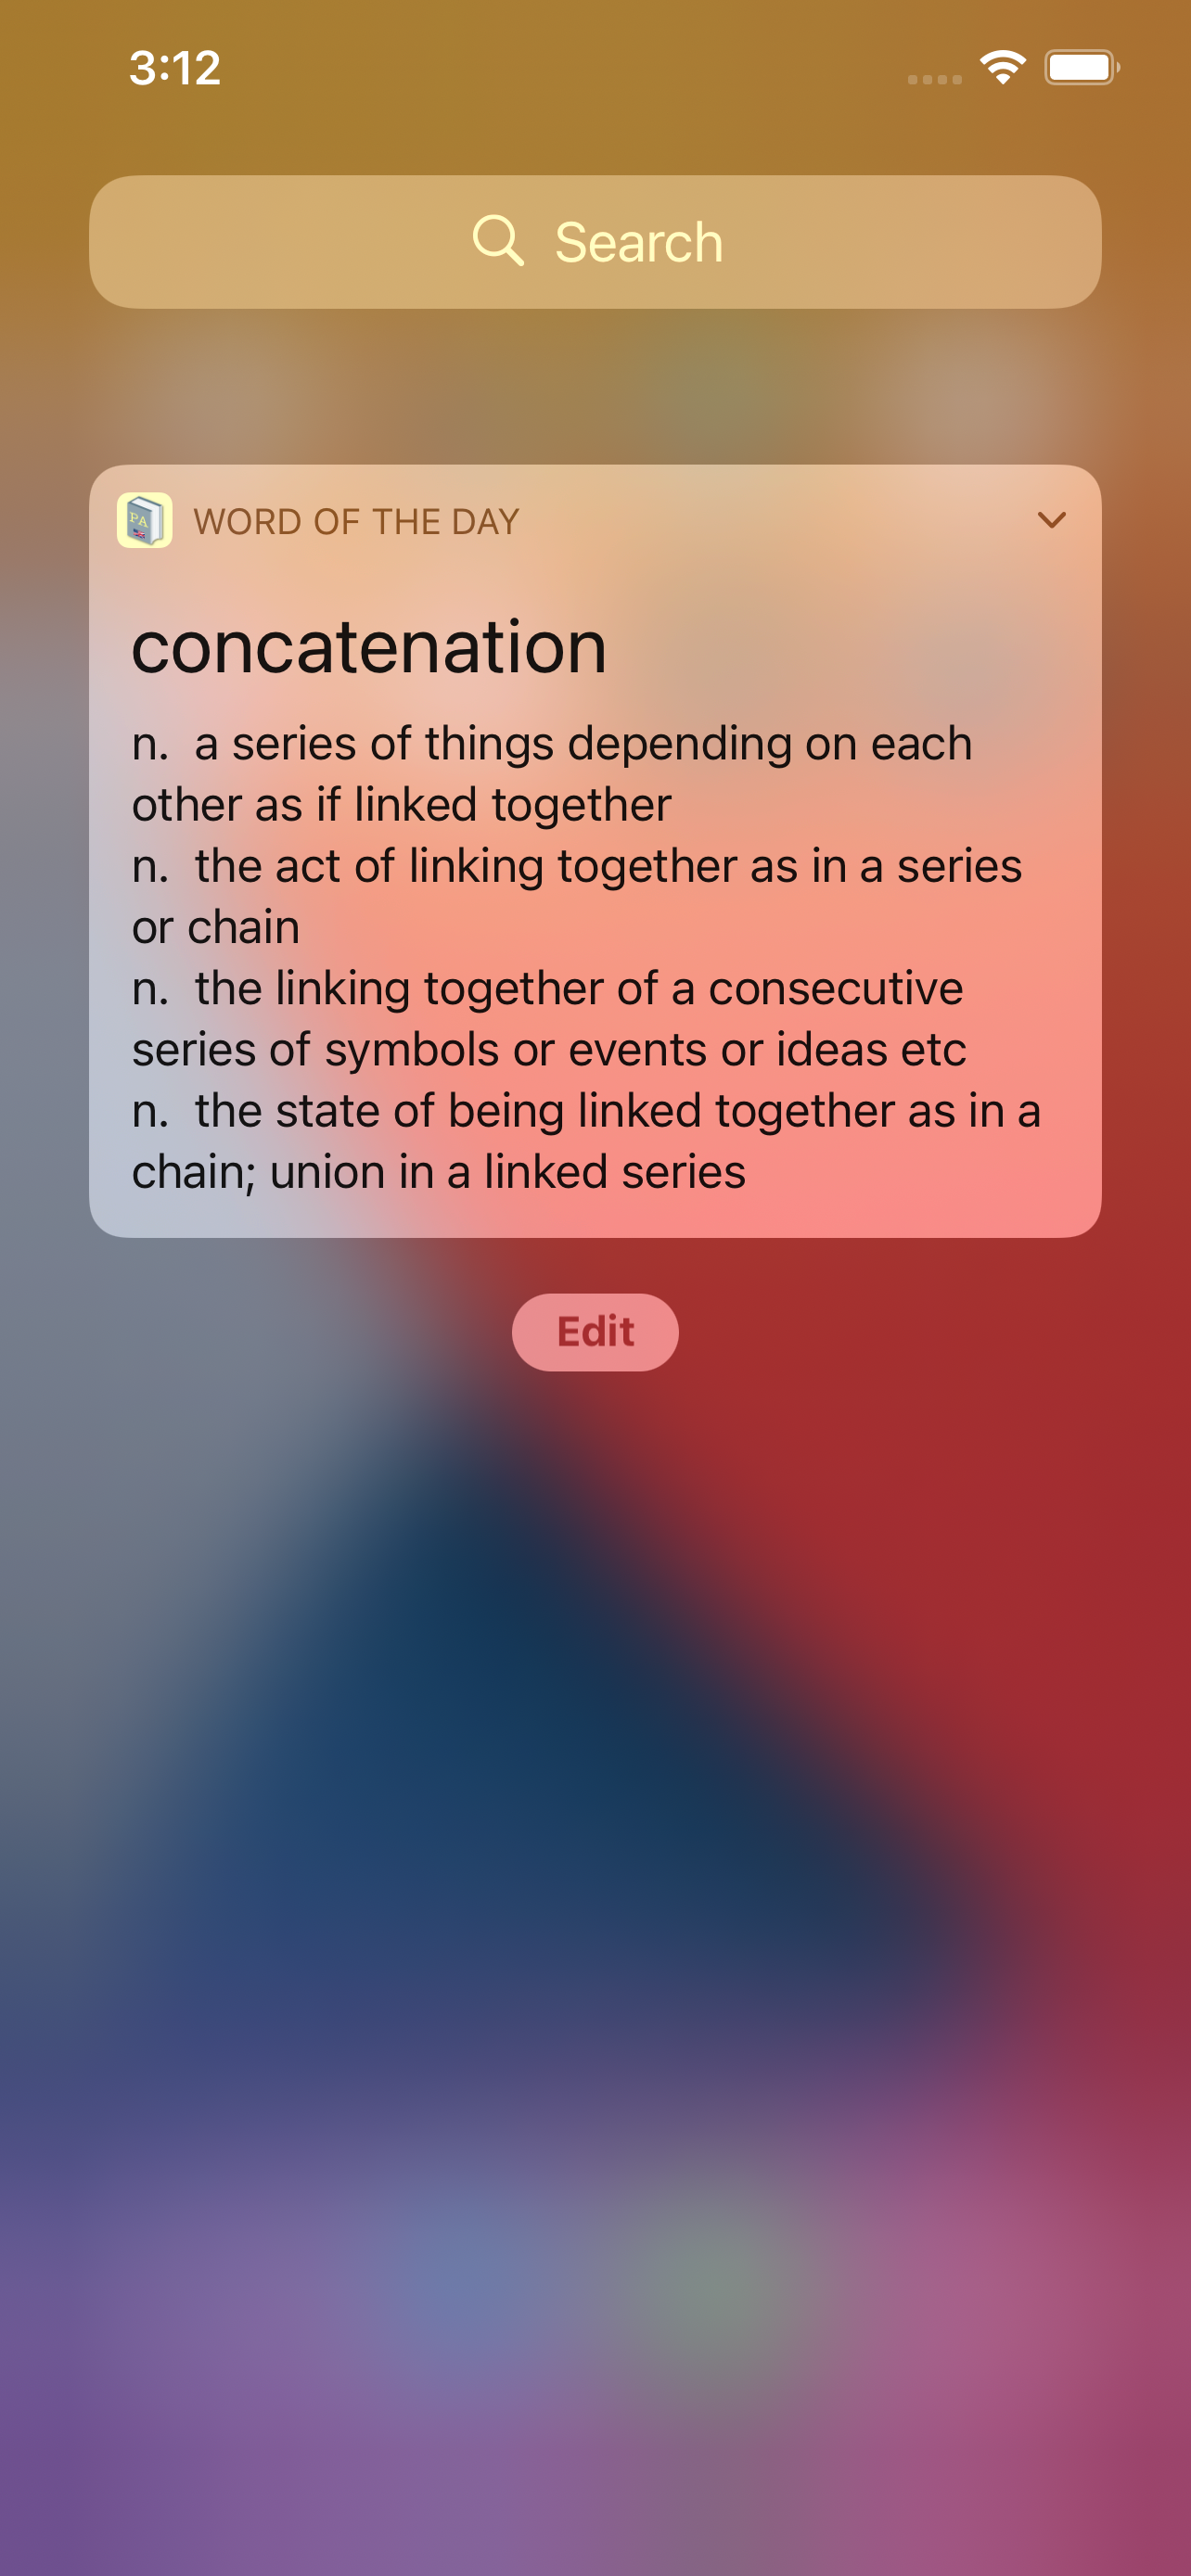 3:12
Search
PA
WORD OF THE DAY
concatenation
n.  a series of things depending on each
other as if linked together
n.  the act of linking together as in a series
or chain
n.  the linking together of a consecutive
series of symbols or events or ideas etc
n.  the state of being linked together as in a
chain; union in a linked series
Edit